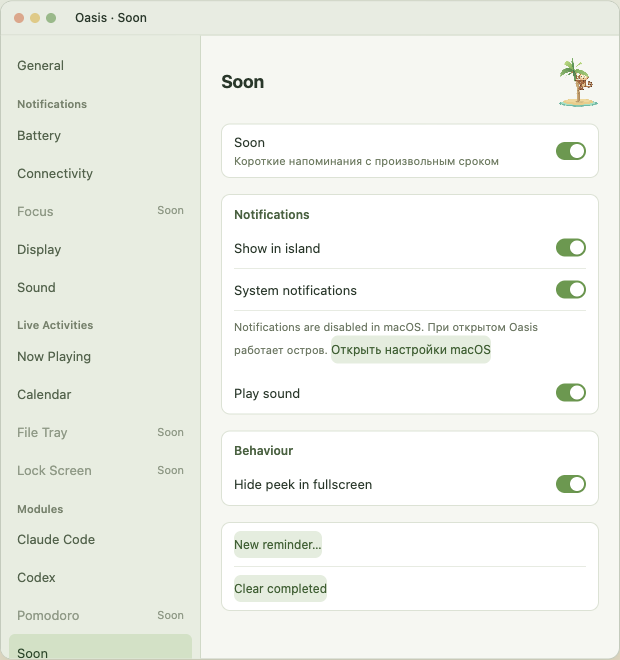 Oasis · Soon
General
Notifications
Battery
Connectivity
Focus Soon
Display
Sound
Live Activities
Now Playing
Calendar
File Tray Soon
Lock Screen Soon
Modules
Claude Code
Codex
Pomodoro Soon
Soon
Soon
Soon
Короткие напоминания с произвольным сроком
Notifications
Show in island
System notifications
Notifications are disabled in macOS. При открытом Oasis
работает остров. Открыть настройки macOS
Play sound
Behaviour
Hide peek in fullscreen
New reminder...
Clear completed